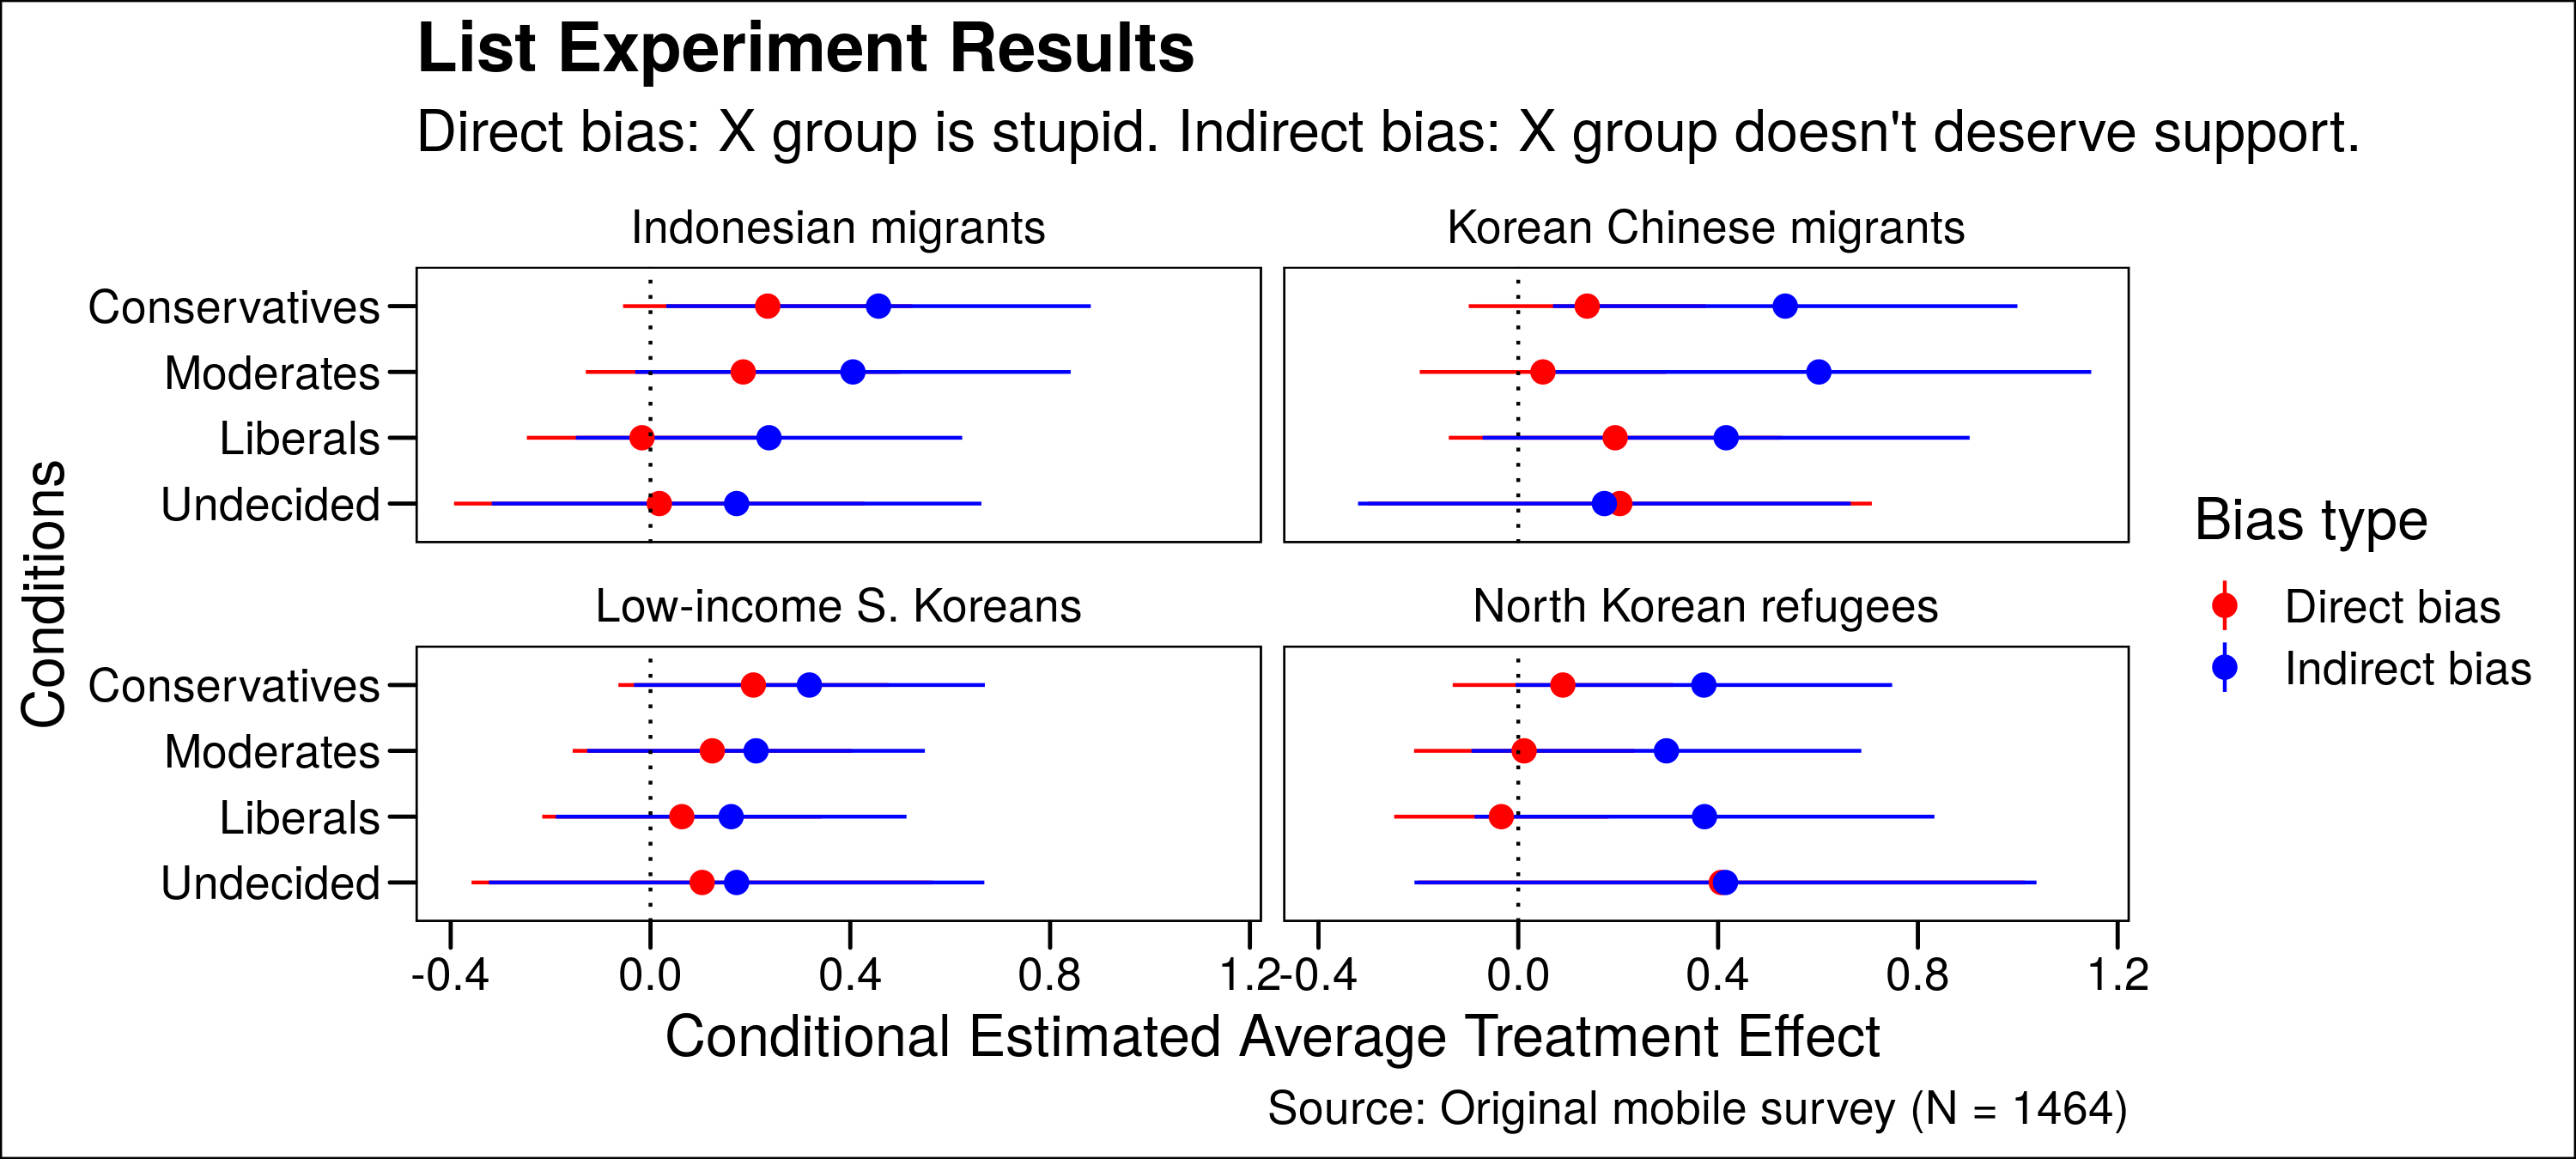 List Experiment Results
Direct bias: X group is stupid. Indirect bias: X group doesn't deserve support.
Indonesian migrants
Korean Chinese migrants
Conservatives
Moderates
Liberals
Undecided
Low-income S. Koreans
North Korean refugees
Conservatives
Moderates
Liberals
Undecided
Conditions
-0.4 0.0 0.4 0.8 1.2
-0.4 0.0 0.4 0.8 1.2
Conditional Estimated Average Treatment Effect
Bias type
Direct bias
Indirect bias
Source: Original mobile survey (N = 1464)